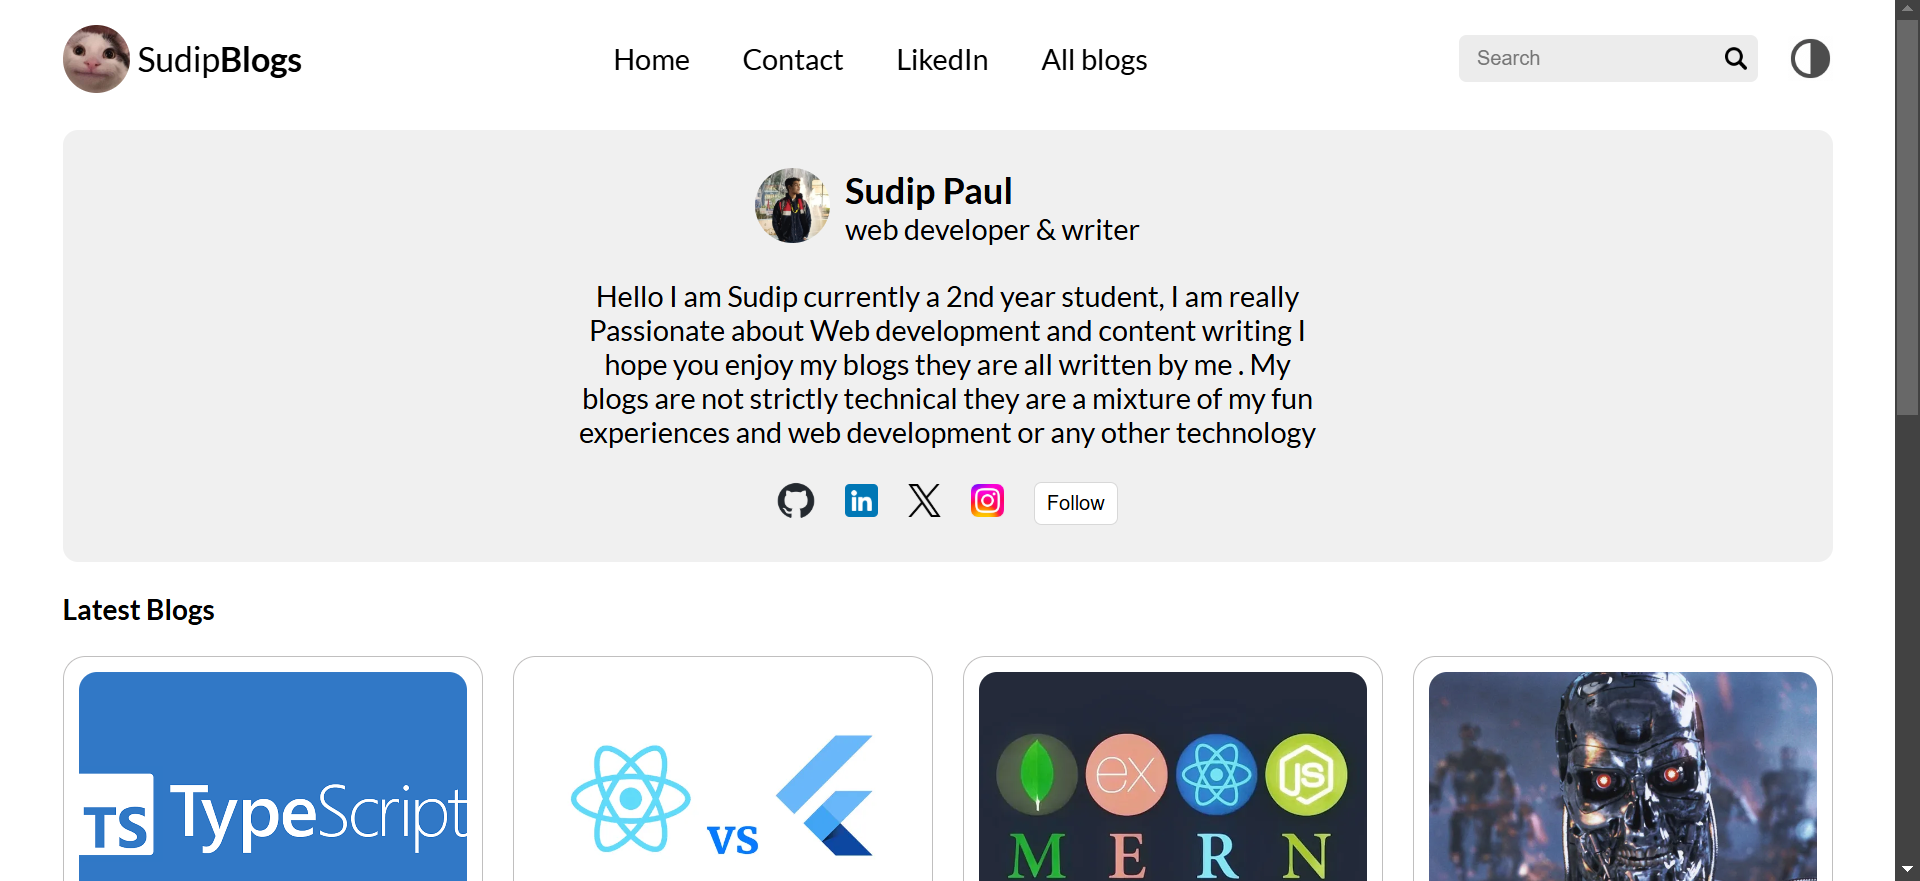 SudipBlogs
Home
Contact
LikedIn
All blogs
Search
Sudip Paul
web developer & writer
Hello I am Sudip currently a 2nd year student, I am really
Passionate about Web development and content writing I
hope you enjoy my blogs they are all written by me . My
blogs are not strictly technical they are a mixture of my fun
experiences and web development or any other technology
in
Follow
Latest Blogs
TS TypeScript
vs
ex
JS
M E R N